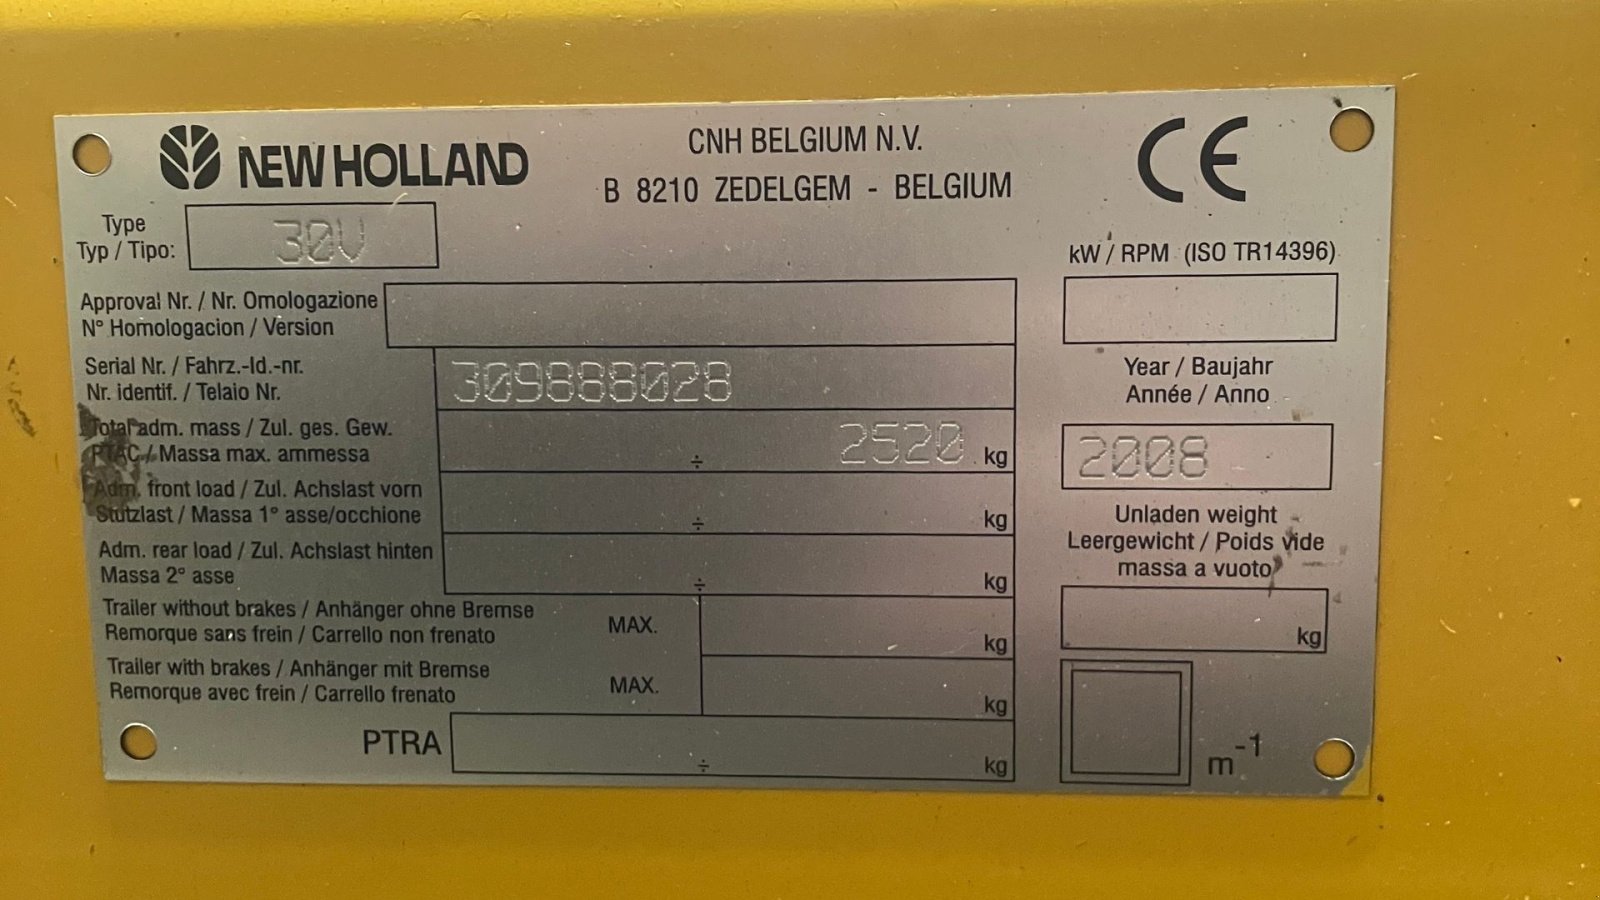 NEW HOLLAND
CNH BELGIUM N.V.
B 8210 ZEDELGEM - BELGIUM
CE
Type
Typ / Tipo:
30V
kW / RPM (ISO TR14396)
Approval Nr. / Nr. Omologazione
N° Homologacion / Version
Serial Nr. / Fahrz.-Id.-nr.
Nr. identif. / Telaio Nr.
309888028
Year / Baujahr
Année / Anno
2008
Total adm. mass / Zul. ges. Gew.
PTAC / Massa max. ammessa
÷ 2520 kg
Adm. front load / Zul. Achslast vorn
Stützlast / Massa 1° asse/occhione
÷ kg
Unladen weight
Leergewicht / Poids vide
massa a vuoto
kg
Adm. rear load / Zul. Achslast hinten
Massa 2° asse
÷ kg
Trailer without brakes / Anhänger ohne Bremse
Remorque sans frein / Carrello non frenato
MAX. kg
Trailer with brakes / Anhänger mit Bremse
Remorque avec frein / Carrello frenato
MAX. kg
PTRA ÷ kg
m-1